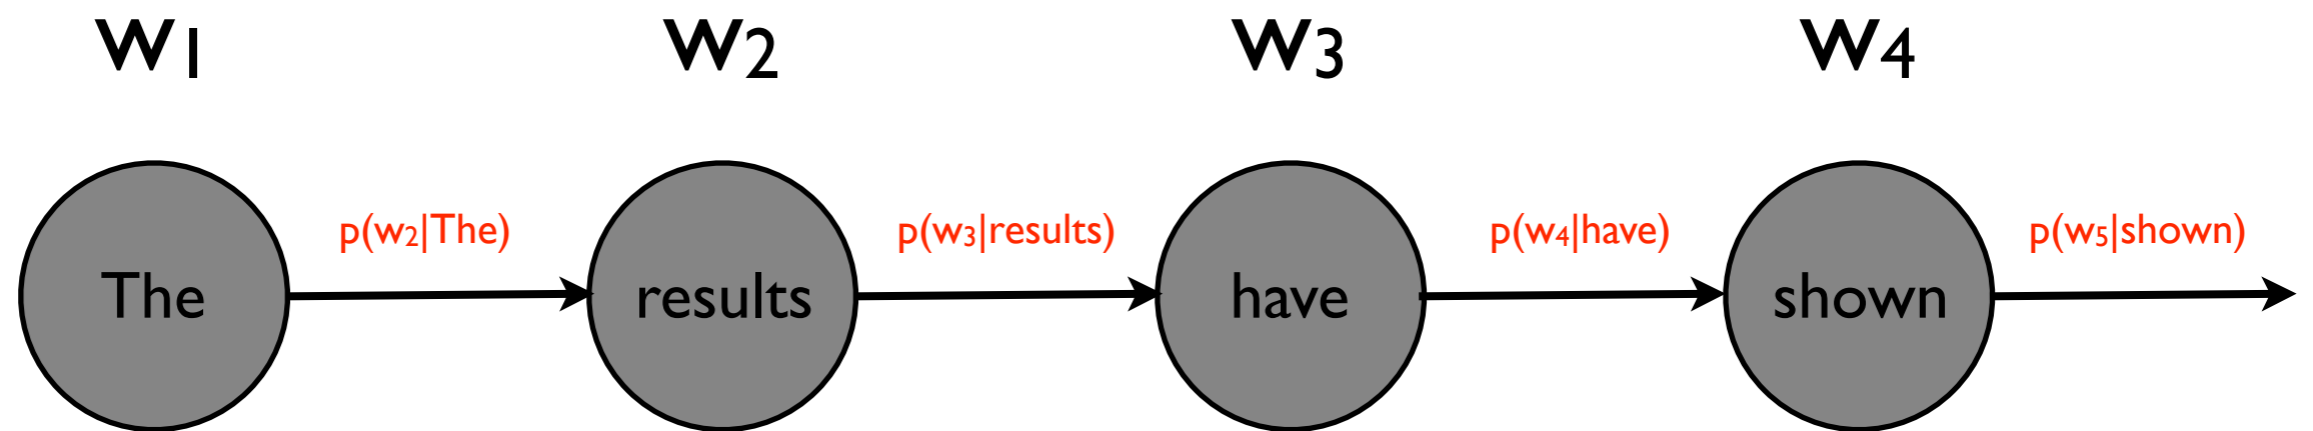 w1 w2 w3 w4
p(w2|The) p(w3|results) p(w4|have) p(w5|shown)
The results have shown